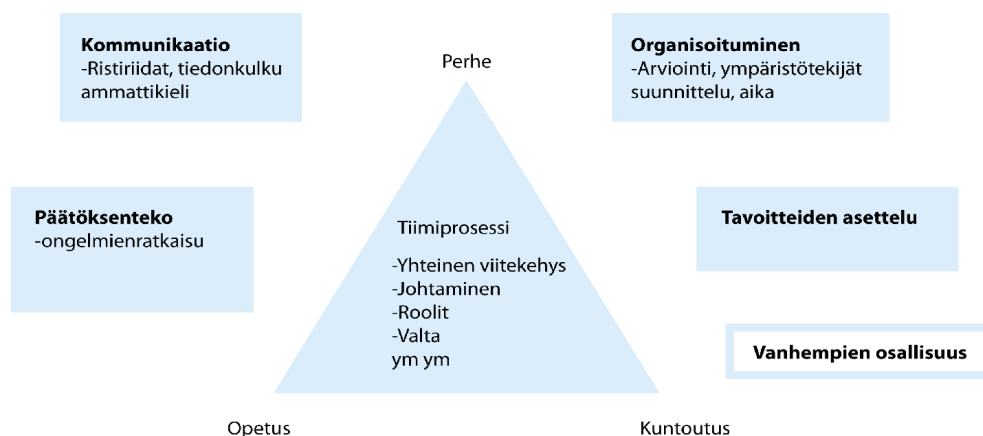 Kommunikaatio
-Ristiriidat, tiedonkulku
ammattikieli
Perhe
Organisoituminen
-Arviointi, ympäristötekijät
suunnittelu, aika
Päätöksenteko
-ongelmienratkaisu
Tiimiprosessi
-Yhteinen viitekehys
-Johtaminen
-Roolit
-Valta
ym ym
Tavoitteiden asettelu
Vanhempien osallisuus
Opetus
Kuntoutus